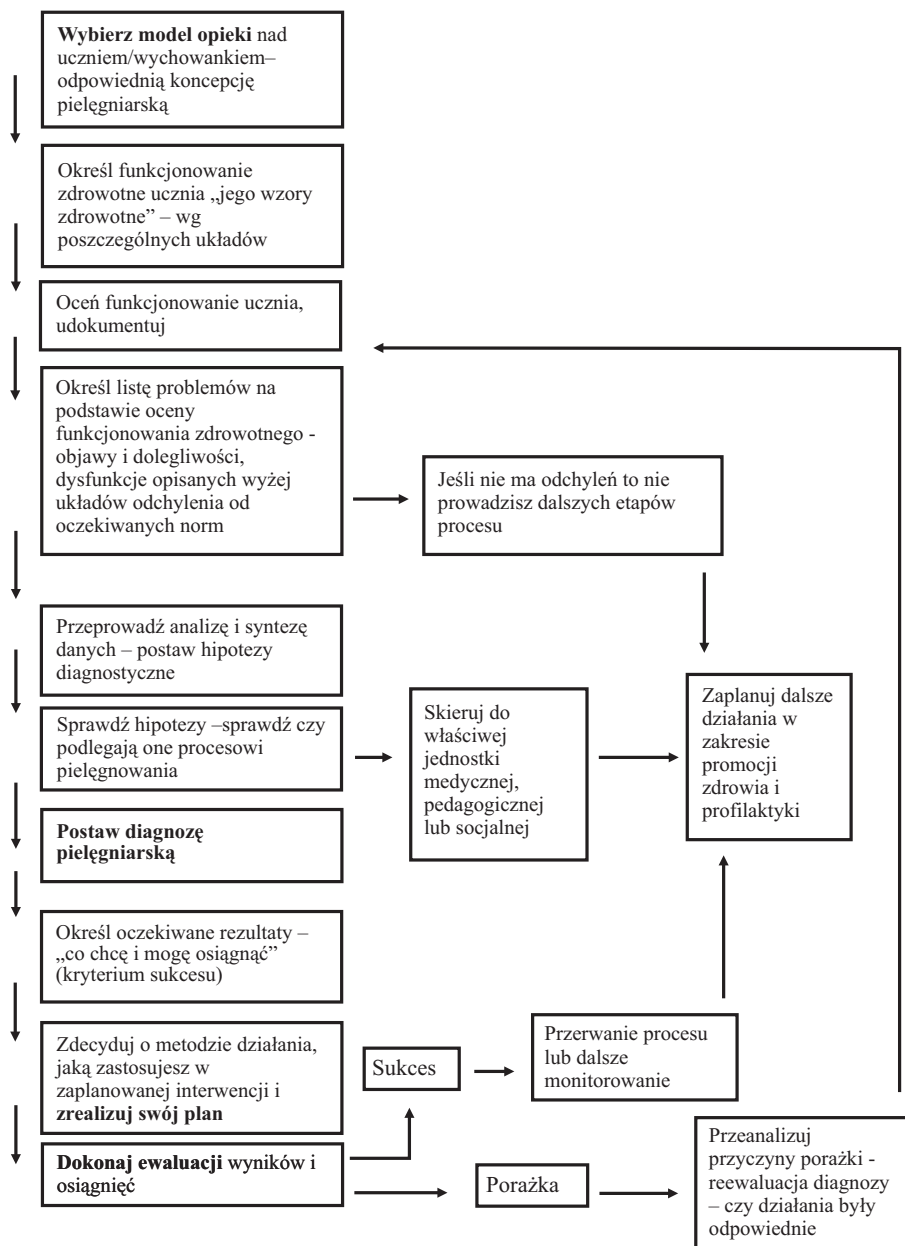 Wybierz model opieki nad
uczniem/wychowankiem–
odpowiednią koncepcję
pielęgniarską
Określ funkcjonowanie
zdrowotne ucznia „jego wzory
zdrowotne” – wg
poszczególnych układów
Oceń funkcjonowanie ucznia,
udokumentuj
Określ listę problemów na
podstawie oceny
funkcjonowania zdrowotnego -
objawy i dolegliwości,
dysfunkcje opisanych wyżej
układów odchylenia od
oczekiwanych norm
Jeśli nie ma odchyleń to nie
prowadzisz dalszych etapów
procesu
Przeprowadź analizę i syntezę
danych – postaw hipotezy
diagnostyczne
Sprawdź hipotezy –sprawdź czy
podlegają one procesowi
pielęgnowania
Skieruj do
właściwej
jednostki
medycznej,
pedagogicznej
lub socjalnej
Zaplanuj dalsze
działania w
zakresie
promocji
zdrowia i
profilaktyki
Postaw diagnozę
pielęgniarską
Określ oczekiwane rezultaty –
„co chcę i mogę osiągnąć”
(kryterium sukcesu)
Zdecyduj o metodzie działania,
jaką zastosujesz w
zaplanowanej interwencji i
zrealizuj swój plan
Sukces
Przerwanie procesu
lub dalsze
monitorowanie
Dokonaj ewaluacji wyników i
osiągnięć
Porażka
Przeanalizuj
przyczyny porażki -
reewaluacja diagnozy
– czy działania były
odpowiednie